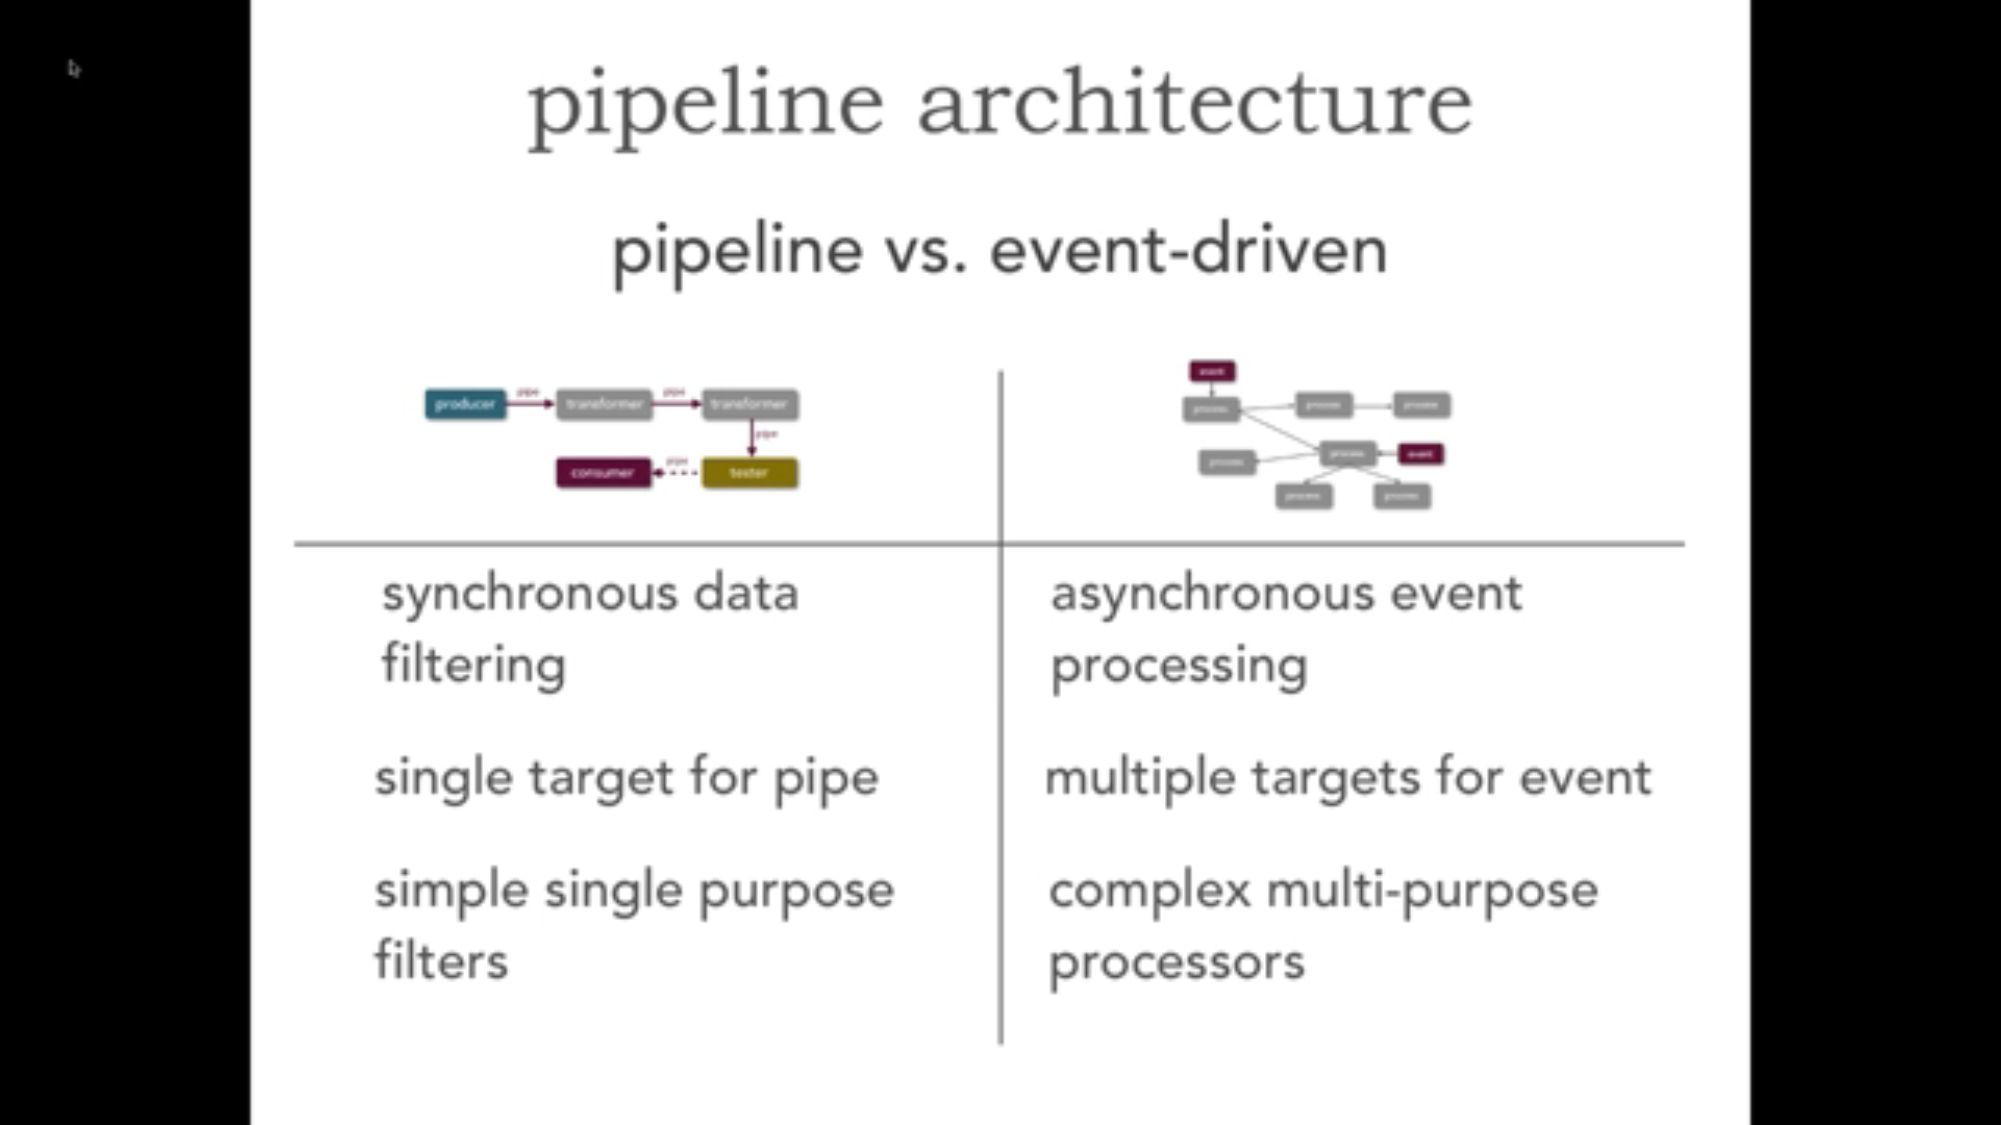 pipeline architecture
pipeline vs. event-driven
producer
pipe
transformer
pipe
transformer
pipe
consumer
pipe
tester
event
process
process
process
process
process
event
process
process
synchronous data
filtering
single target for pipe
simple single purpose
filters
asynchronous event
processing
multiple targets for event
complex multi-purpose
processors